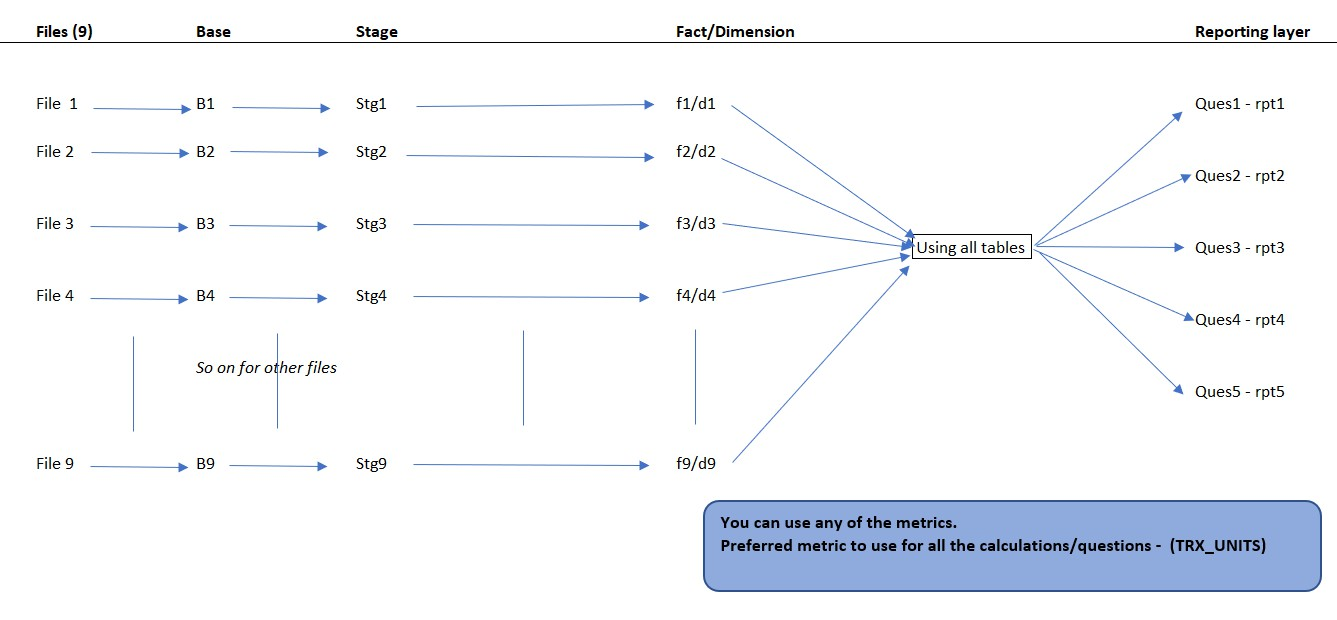 Files (9) Base Stage Fact/Dimension Reporting layer
File 1 B1 Stg1 f1/d1 Ques1 - rpt1
File 2 B2 Stg2 f2/d2
Ques2 - rpt2
File 3 B3 Stg3 f3/d3
Using all tables Ques3 - rpt3
File 4 B4 Stg4 f4/d4
Ques4 - rpt4
So on for other files
Ques5 - rpt5
File 9 B9 Stg9 f9/d9
You can use any of the metrics.
Preferred metric to use for all the calculations/questions - (TRX_UNITS)